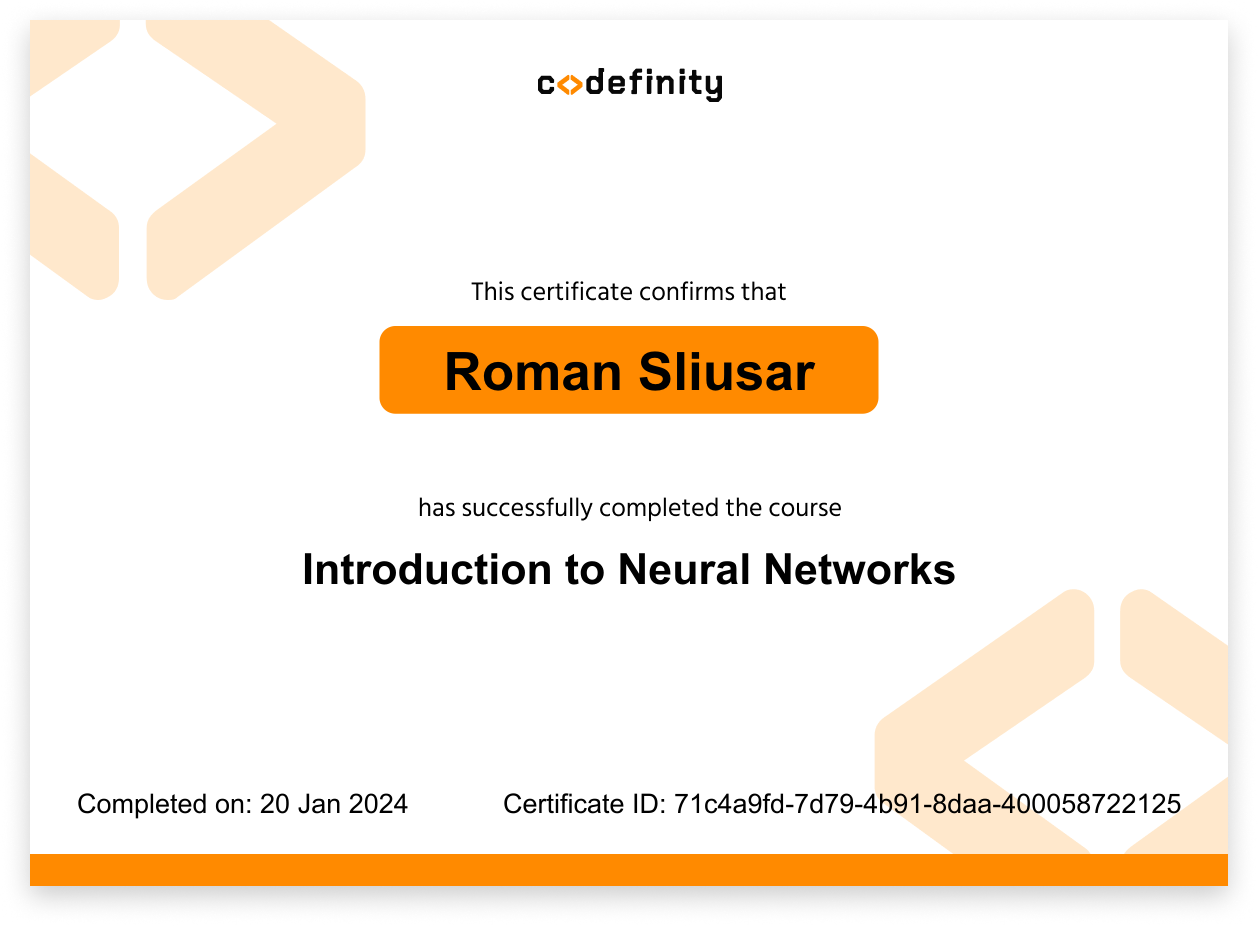 codefinity
This certificate confirms that
Roman Sliusar
has successfully completed the course
Introduction to Neural Networks
Completed on: 20 Jan 2024
Certificate ID: 71c4a9fd-7d79-4b91-8daa-400058722125